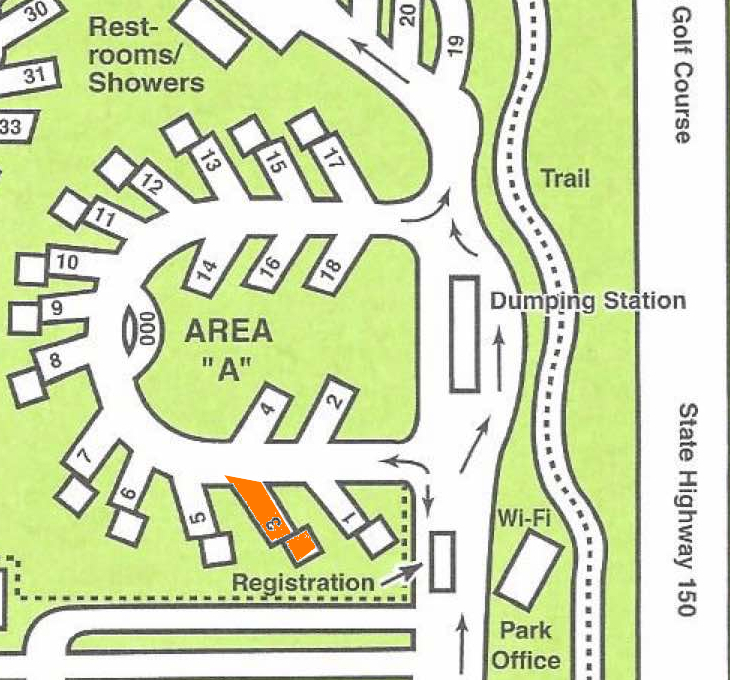 30
Rest-
rooms/
Showers
31
33
20
19
Golf Course
13
15
17
12
11
10
9
8
14
16
18
Trail
000
AREA
"A"
Dumping Station
4
2
7
6
5
3
1
Wi-Fi
Registration
Park
Office
State Highway 150